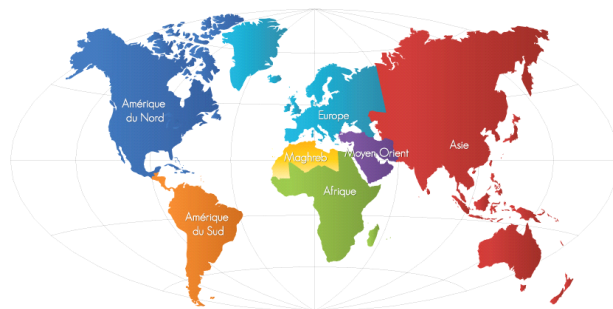 Amérique
du Nord
Europe
Maghreb
Moyen Orient
Asie
Afrique
Amérique
du Sud